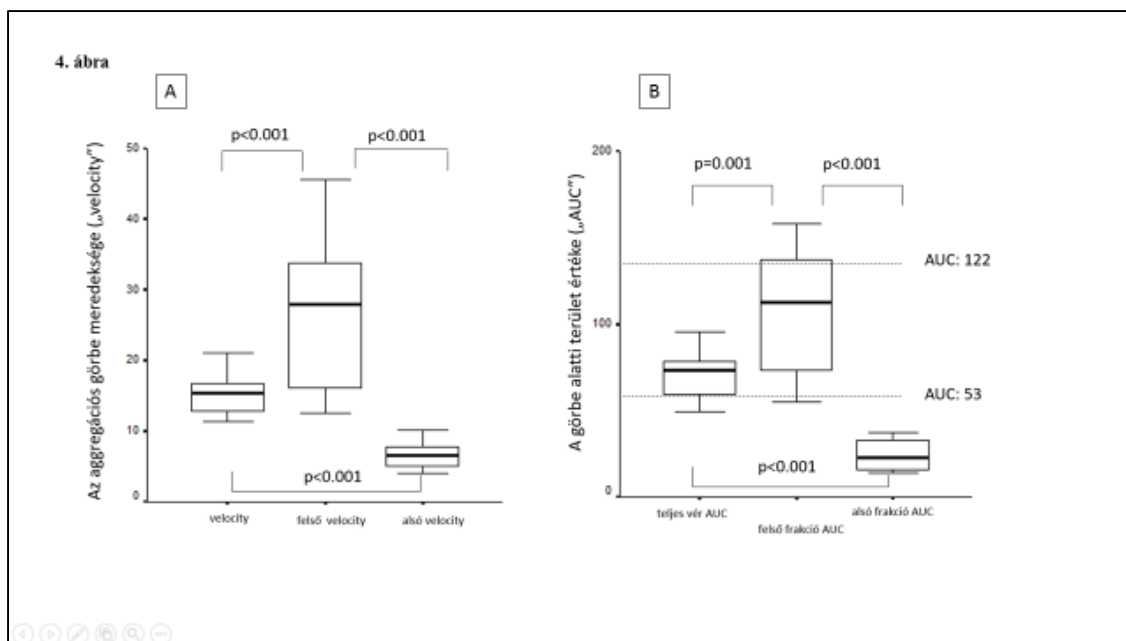 4. ábra
A
Az aggregációs görbe meredeksége („velocity”)
50
40
30
20
10
0
p<0.001
p<0.001
p<0.001
velocity
felső velocity
alsó velocity
B
A görbe alatti terület értéke („AUC”)
200
100
0
p=0.001
p<0.001
AUC: 122
AUC: 53
p<0.001
teljes vér AUC
felső frakció AUC
alsó frakció AUC